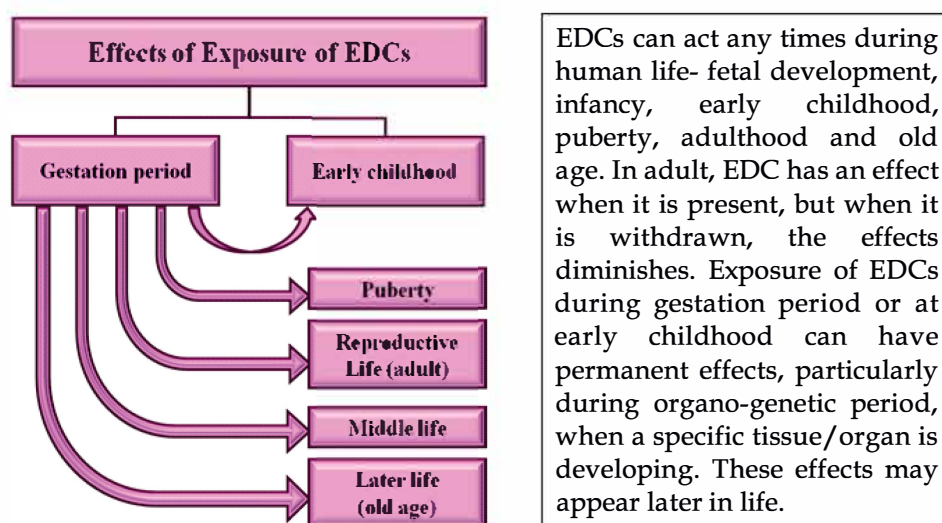 Effects of Exposure of EDCs
Gestation period
Early childhood
Puberty
Reproductive
Life (adult)
Middle life
Later life
(old age)
EDCs can act any times during
human life- fetal development,
infancy, early childhood,
puberty, adulthood and old
age. In adult, EDC has an effect
when it is present, but when it
is withdrawn, the effects
diminishes. Exposure of EDCs
during gestation period or at
early childhood can have
permanent effects, particularly
during organo-genetic period,
when a specific tissue/organ is
developing. These effects may
appear later in life.